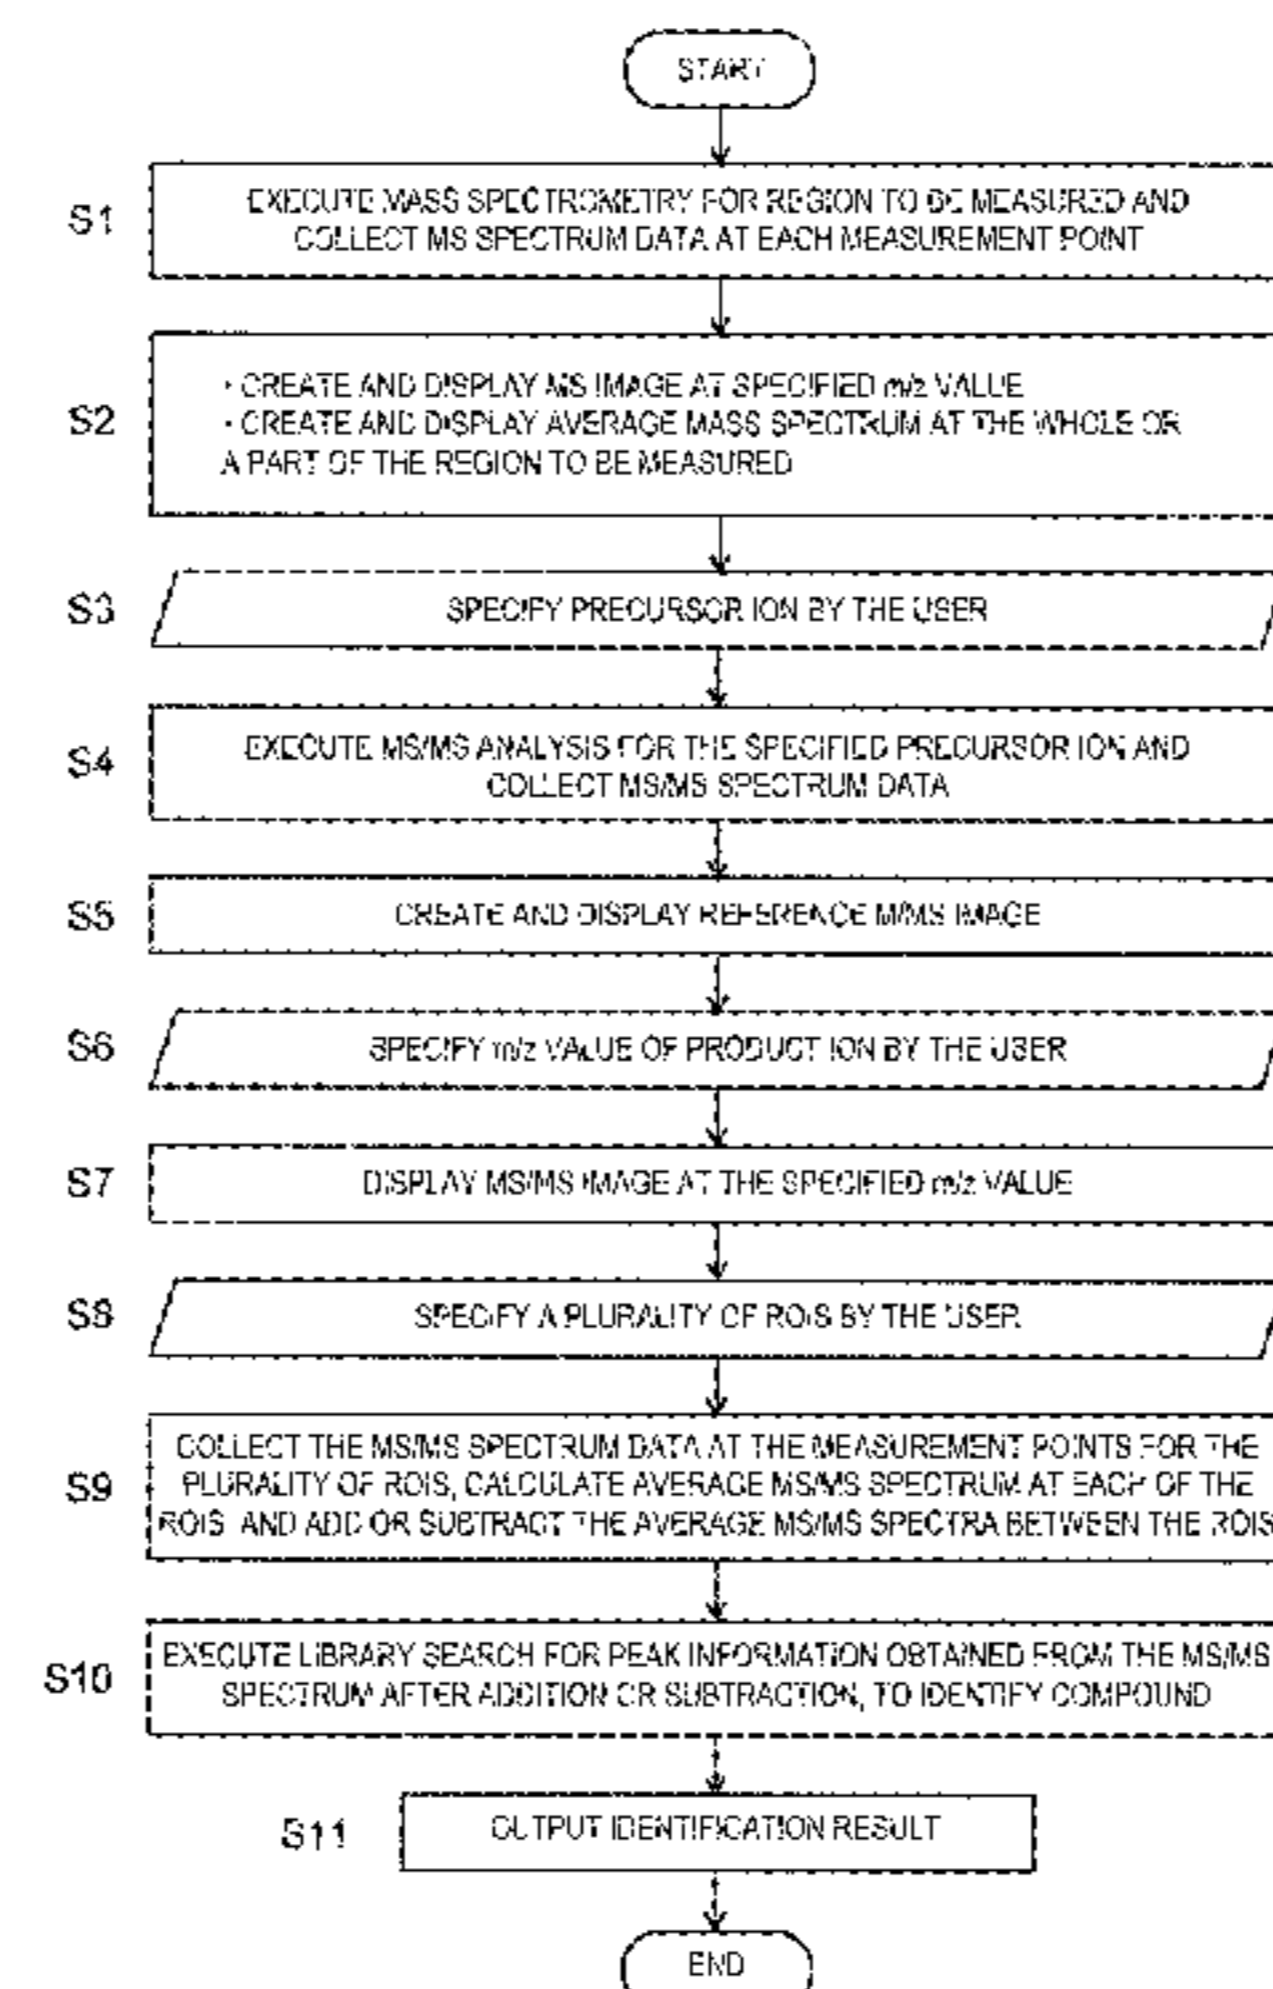 START
S1
EXECUTE MASS SPECTROMETRY FOR REGION TO BE MEASURED AND
COLLECT MS SPECTRUM DATA AT EACH MEASUREMENT POINT
S2
• CREATE AND DISPLAY MS IMAGE AT SPECIFIED m/z VALUE
• CREATE AND DISPLAY AVERAGE MASS SPECTRUM AT THE WHOLE OR
A PART OF THE REGION TO BE MEASURED
S3
SPECIFY PRECURSOR ION BY THE USER
S4
EXECUTE MS/MS ANALYSIS FOR THE SPECIFIED PRECURSOR ION AND
COLLECT MS/MS SPECTRUM DATA
S5
CREATE AND DISPLAY REFERENCE M/MS IMAGE
S6
SPECIFY m/z VALUE OF PRODUCT ION BY THE USER
S7
DISPLAY MS/MS IMAGE AT THE SPECIFIED m/z VALUE
S8
SPECIFY A PLURALITY OF ROIS BY THE USER
S9
COLLECT THE MS/MS SPECTRUM DATA AT THE MEASUREMENT POINTS FOR THE
PLURALITY OF ROIS, CALCULATE AVERAGE MS/MS SPECTRUM AT EACH OF THE
ROIS, AND ADD OR SUBTRACT THE AVERAGE MS/MS SPECTRA BETWEEN THE ROIS
S10
EXECUTE LIBRARY SEARCH FOR PEAK INFORMATION OBTAINED FROM THE MS/MS
SPECTRUM AFTER ADDITION OR SUBTRACTION, TO IDENTIFY COMPOUND
S11
OUTPUT IDENTIFICATION RESULT
END